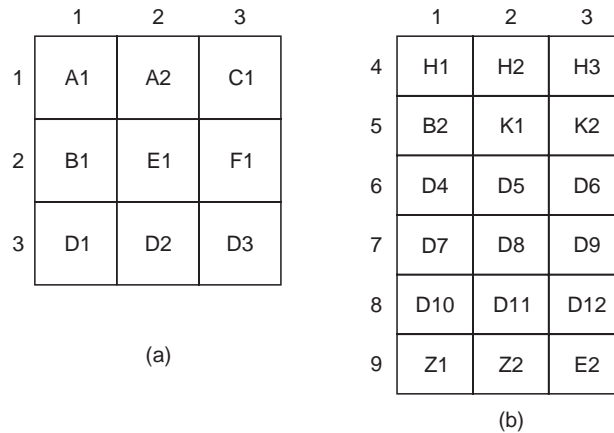 1 2 3
1 A1 A2 C1
2 B1 E1 F1
3 D1 D2 D3
(a)
1 2 3
4 H1 H2 H3
5 B2 K1 K2
6 D4 D5 D6
7 D7 D8 D9
8 D10 D11 D12
9 Z1 Z2 E2
(b)